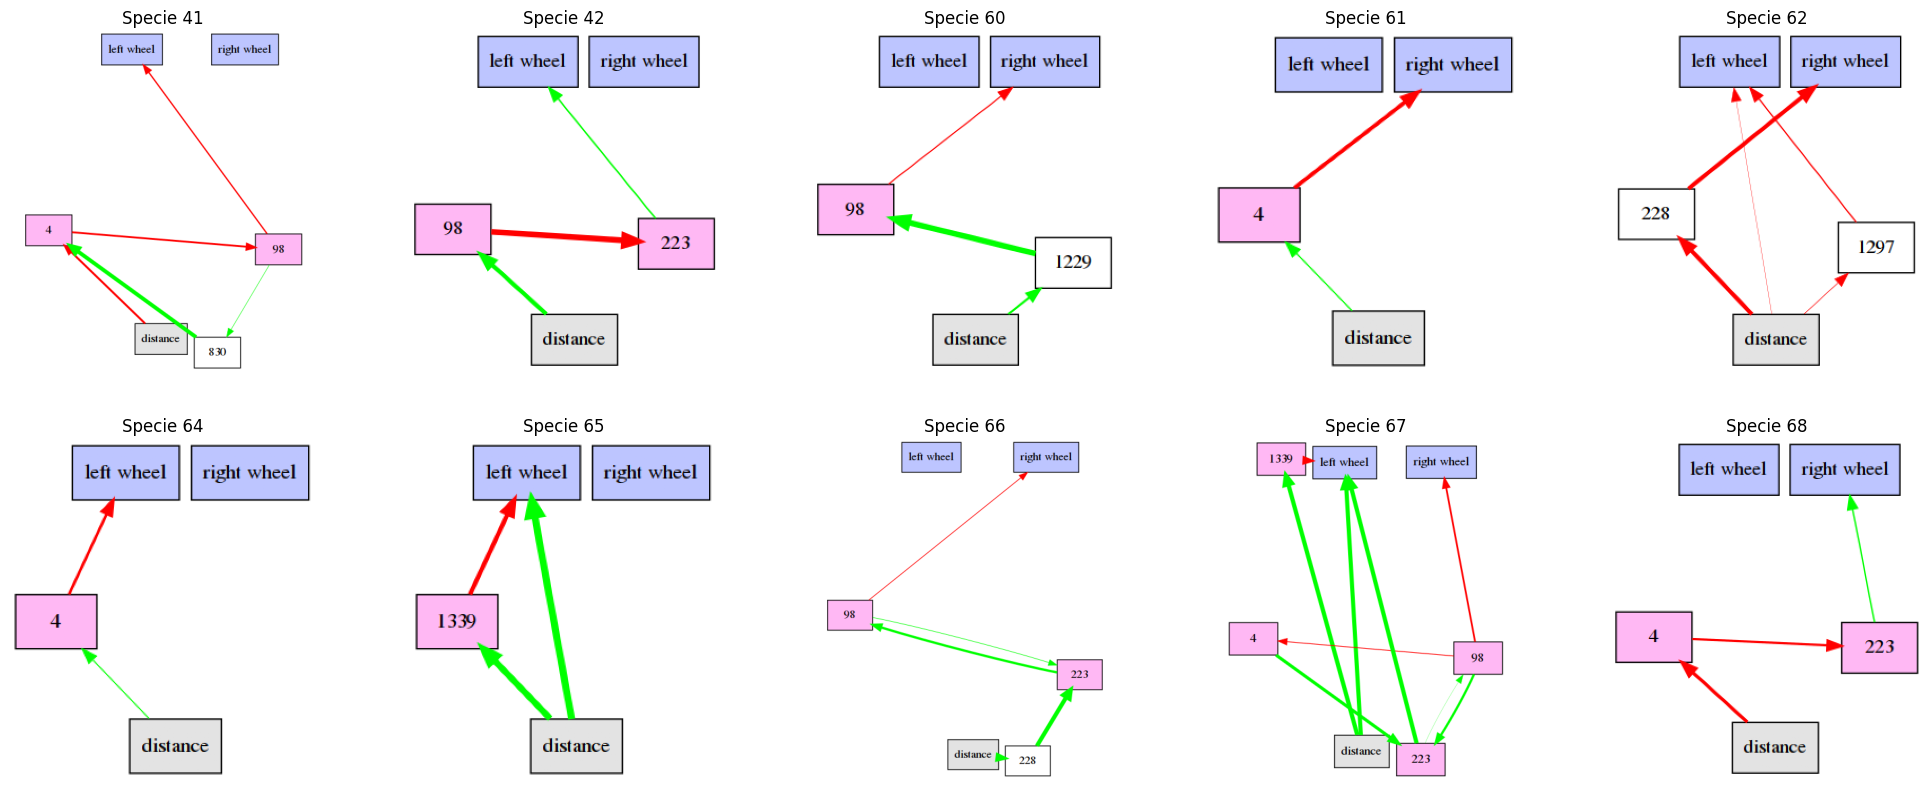 Specie 41
left wheel
right wheel
4
98
distance
830
Specie 42
left wheel
right wheel
98
223
distance
Specie 60
left wheel
right wheel
98
1229
distance
Specie 61
left wheel
right wheel
4
distance
Specie 62
left wheel
right wheel
228
1297
distance
Specie 64
left wheel
right wheel
4
distance
Specie 65
left wheel
right wheel
1339
distance
Specie 66
left wheel
right wheel
98
223
distance
228
Specie 67
1339
left wheel
right wheel
4
98
distance
223
Specie 68
left wheel
right wheel
4
223
distance